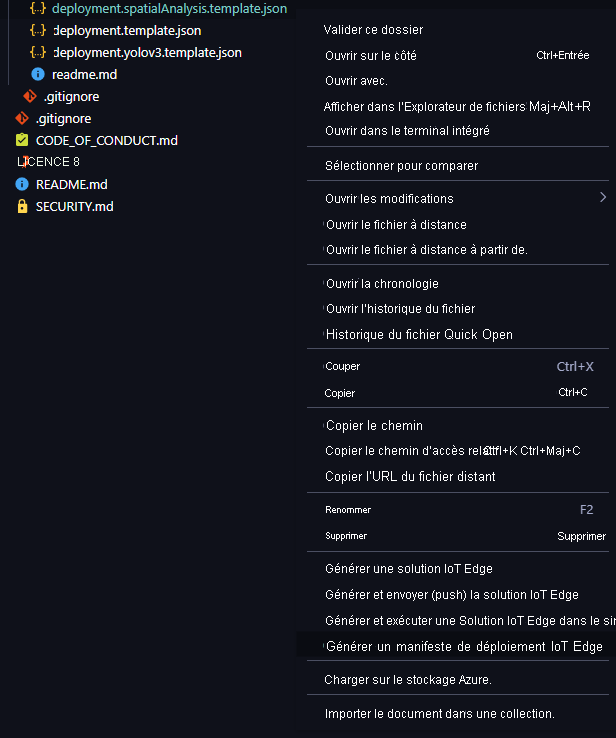 deployment.spatialAnalysis.template.json
deployment.template.json
deployment.yolov3.template.json
readme.md
.gitignore
.gitignore
CODE_OF_CONDUCT.md
LICENCE 8
README.md
SECURITY.md
Valider ce dossier
Ouvrir sur le côté Ctrl+Entrée
Ouvrir avec.
Afficher dans l'Explorateur de fichiers Maj+Alt+R
Ouvrir dans le terminal intégré
Sélectionner pour comparer
Ouvrir les modifications
Ouvrir le fichier à distance
Ouvrir le fichier à distance à partir de.
Ouvrir la chronologie
Ouvrir l'historique du fichier
Historique du fichier Quick Open
Couper Ctrl+X
Copier Ctrl+C
Copier le chemin
Copier le chemin d'accès relatif Ctrl+K Ctrl+Maj+C
Copier l'URL du fichier distant
Renommer F2
Supprimer Supprimer
Générer une solution IoT Edge
Générer et envoyer (push) la solution IoT Edge
Générer et exécuter une Solution IoT Edge dans le sim
Générer un manifeste de déploiement IoT Edge
Charger sur le stockage Azure.
Importer le document dans une collection.